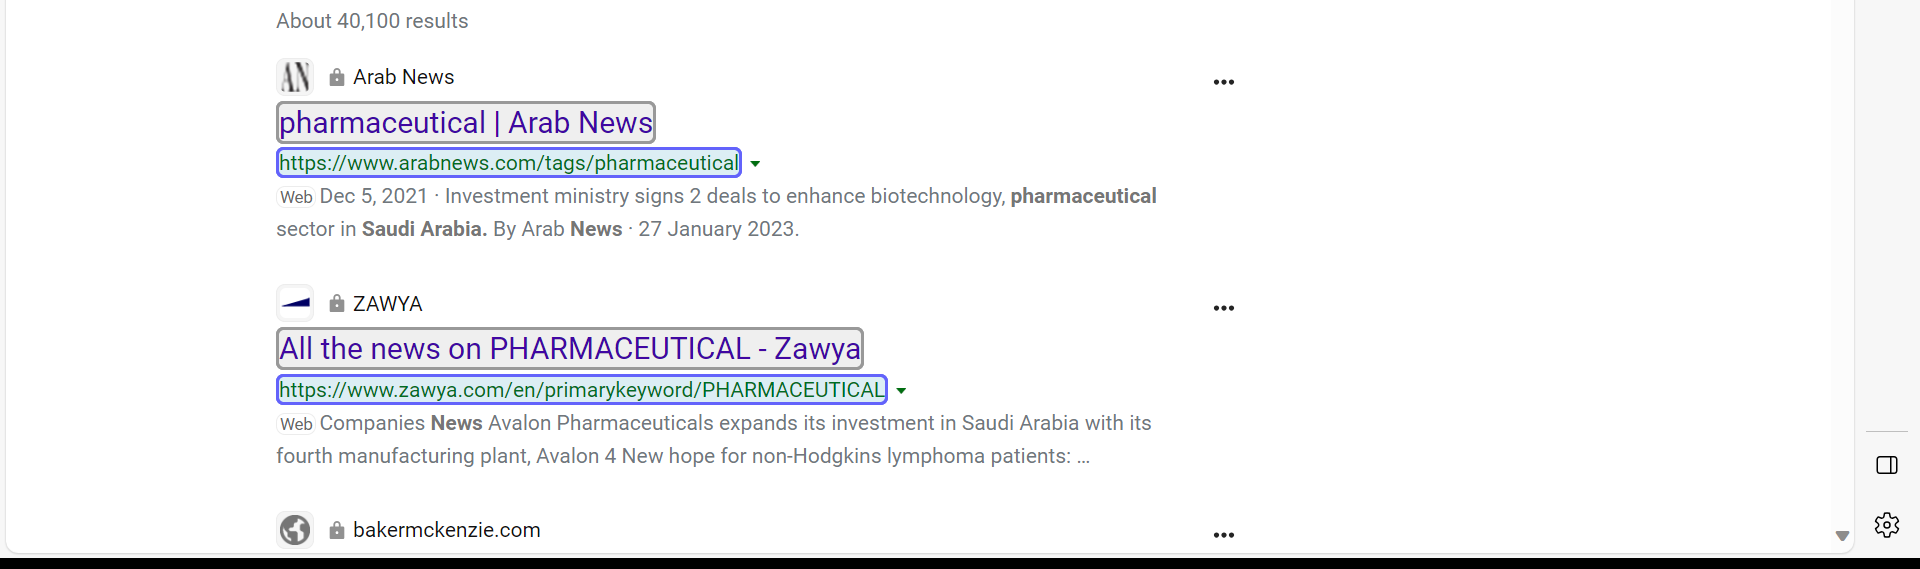 About 40,100 results
AN
Arab News
pharmaceutical | Arab News
https://www.arabnews.com/tags/pharmaceutical
Web Dec 5, 2021 · Investment ministry signs 2 deals to enhance biotechnology, pharmaceutical
sector in Saudi Arabia. By Arab News · 27 January 2023.
ZAWYA
All the news on PHARMACEUTICAL - Zawya
https://www.zawya.com/en/primarykeyword/PHARMACEUTICAL
Web Companies News Avalon Pharmaceuticals expands its investment in Saudi Arabia with its
fourth manufacturing plant, Avalon 4 New hope for non-Hodgkins lymphoma patients: ...
bakermckenzie.com